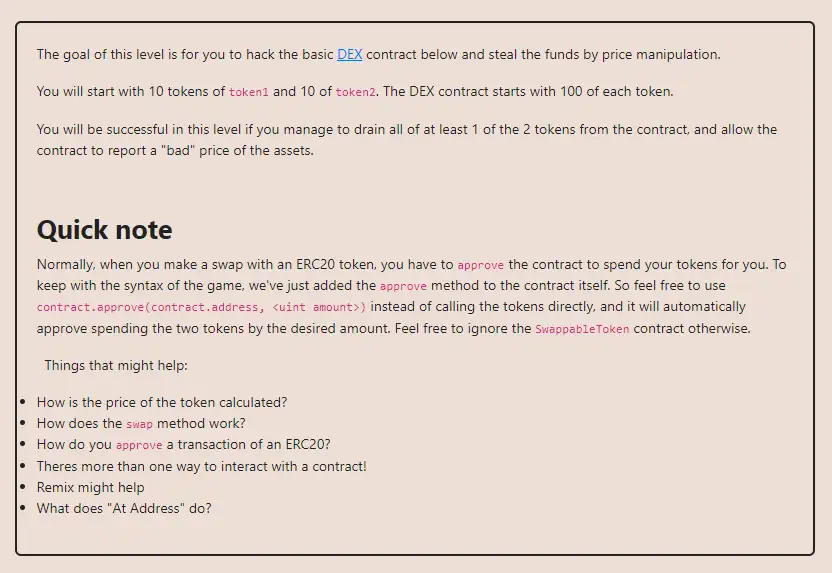 The goal of this level is for you to hack the basic DEX contract below and steal the funds by price manipulation.
You will start with 10 tokens of token1 and 10 of token2. The DEX contract starts with 100 of each token.
You will be successful in this level if you manage to drain all of at least 1 of the 2 tokens from the contract, and allow the
contract to report a "bad" price of the assets.
Quick note
Normally, when you make a swap with an ERC20 token, you have to approve the contract to spend your tokens for you. To
keep with the syntax of the game, we've just added the approve method to the contract itself. So feel free to use
contract.approve(contract.address, <uint amount>) instead of calling the tokens directly, and it will automatically
approve spending the two tokens by the desired amount. Feel free to ignore the SwappableToken contract otherwise.
Things that might help:
• How is the price of the token calculated?
• How does the swap method work?
• How do you approve a transaction of an ERC20?
• Theres more than one way to interact with a contract!
• Remix might help
• What does "At Address" do?